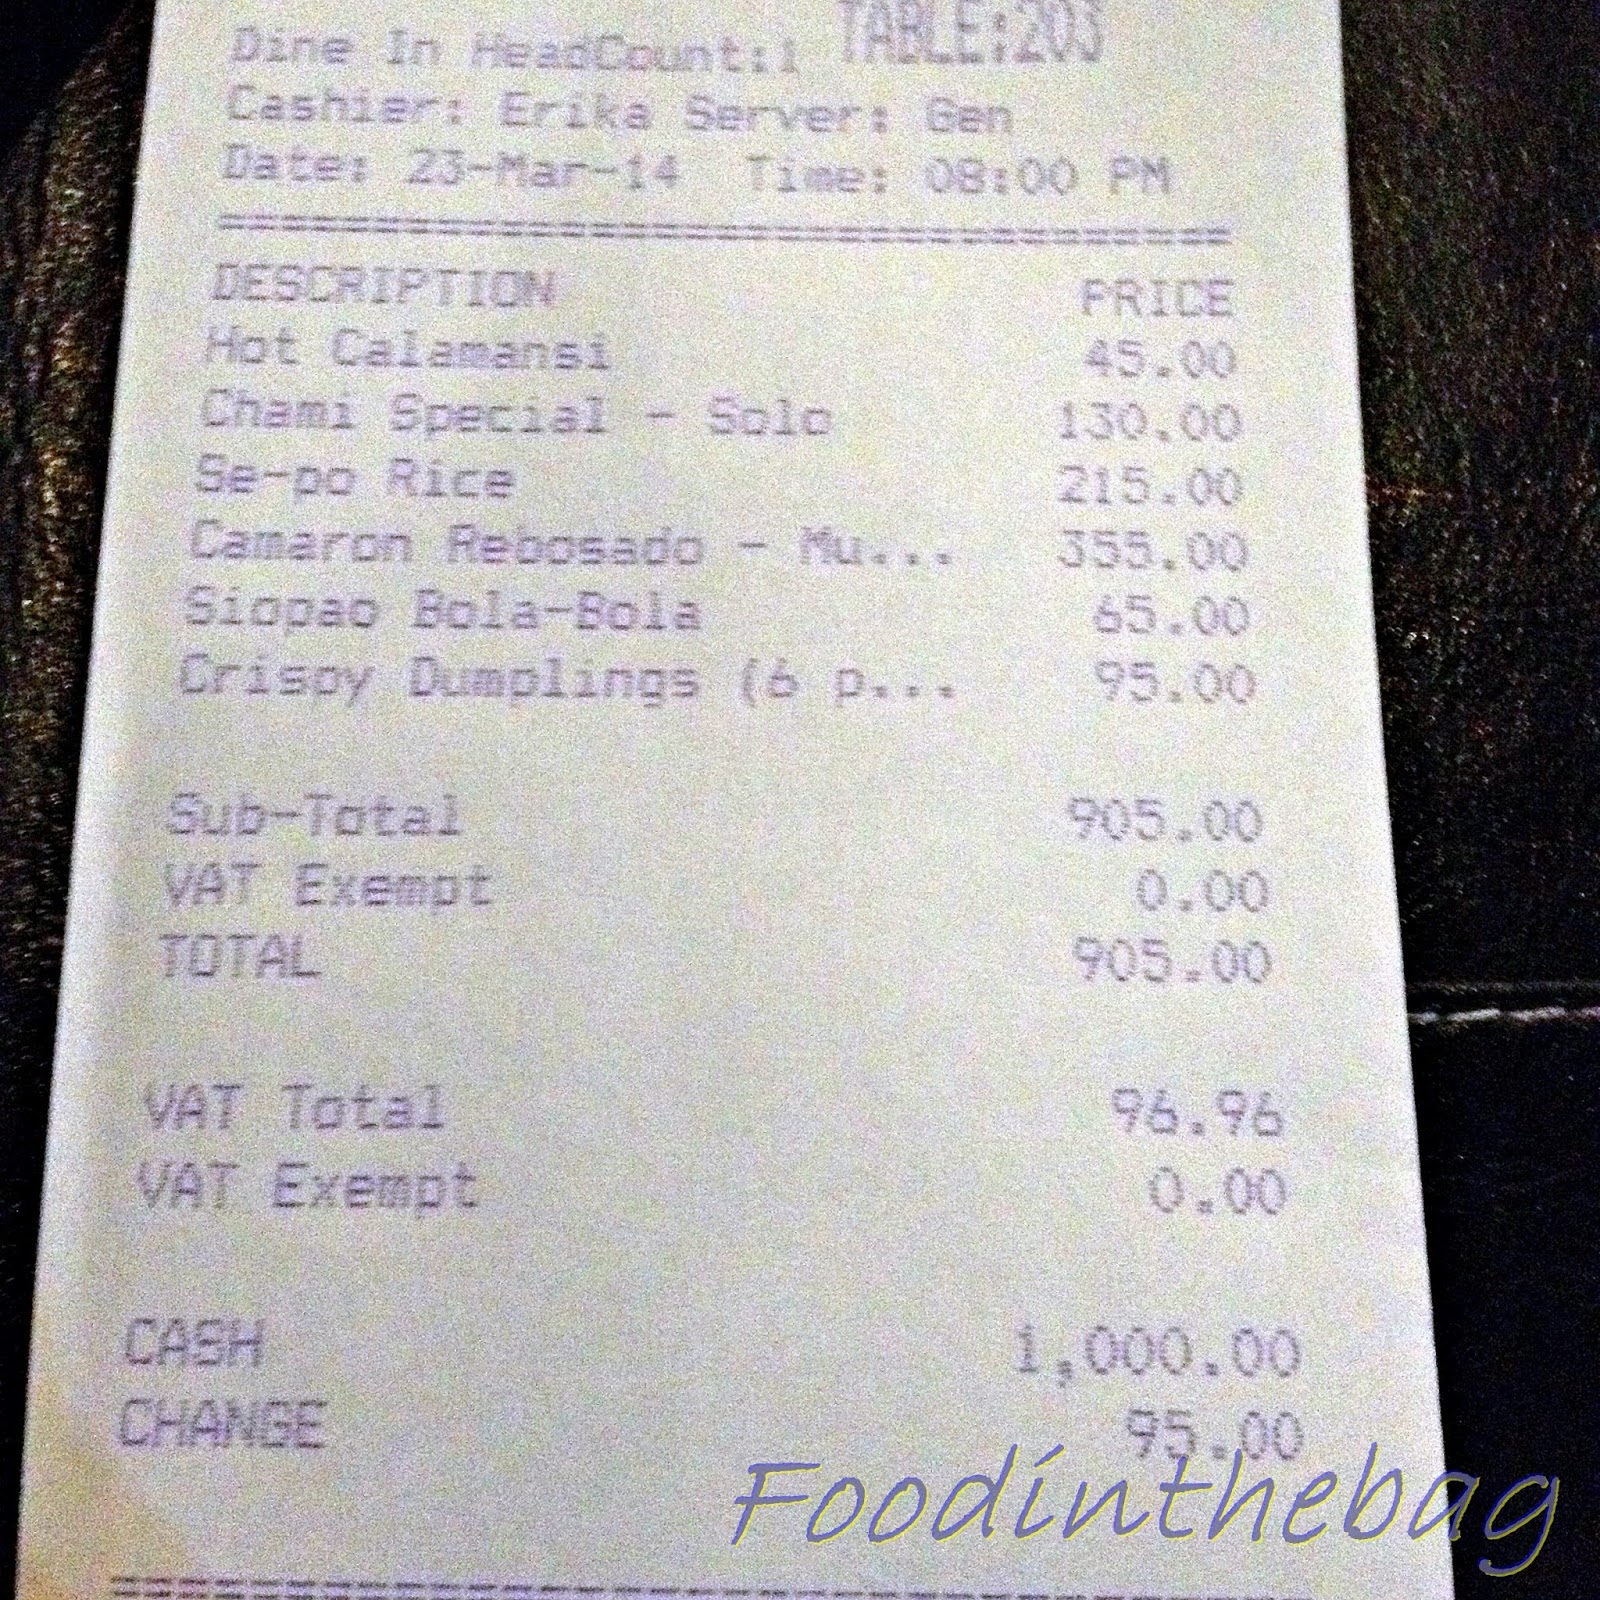 Dine In HeadCount:1 TABLE:203
Cashier: Erika Server: Gen
Date: 23-Mar-14 Time: 08:00 PM
DESCRIPTION PRICE
Hot Calamansi 45.00
Chami Special - Solo 130.00
Se-po Rice 215.00
Camaron Rebosado - Mu... 355.00
Siopao Bola-Bola 65.00
Crispy Dumplings (6 p... 95.00
Sub-Total 905.00
VAT Exempt 0.00
TOTAL 905.00
VAT Total 96.96
VAT Exempt 0.00
CASH 1,000.00
CHANGE 95.00
Foodinthebag